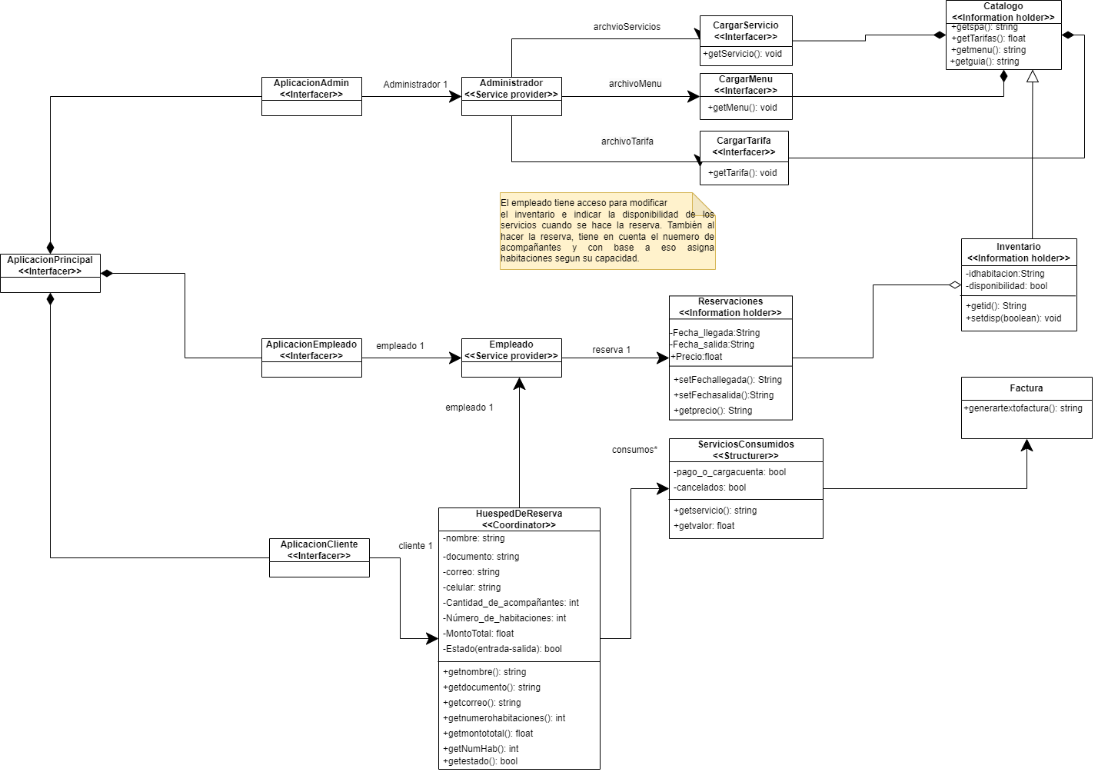 Catalogo
<<Information holder>>
+getspa(): string
+getTarifas(): float
+getmenu(): string
+getguia(): string
archvioServicios
CargarServicio
<<Interfacer>>
+getServicio(): void
AplicacionAdmin
<<Interfacer>>
Administrador 1
Administrador
<<Service provider>>
archivoMenu
CargarMenu
<<Interfacer>>
+getMenu(): void
archivoTarifa
CargarTarifa
<<Interfacer>>
+getTarifa(): void
El empleado tiene acceso para modificar
el inventario e indicar la disponibilidad de los
servicios cuando se hace la reserva. También al
hacer la reserva, tiene en cuenta el nuemero de
acompañantes y con base a eso asigna
habitaciones segun su capacidad.
AplicacionPrincipal
<<Interfacer>>
Inventario
<<Information holder>>
-idhabitacion:String
-disponibilidad: bool
+getid(): String
+setdisp(boolean): void
AplicacionEmpleado
<<Interfacer>>
empleado 1
Empleado
<<Service provider>>
reserva 1
Reservaciones
<<Information holder>>
-Fecha_llegada:String
-Fecha_salida:String
+Precio:float
+setFechallegada(): String
+setFechasalida():String
+getprecio(): String
Factura
+generartextofactura(): string
empleado 1
consumos*
ServiciosConsumidos
<<Structurer>>
-pago_o_cargacuenta: bool
-cancelados: bool
+getservicio(): string
+getvalor: float
AplicacionCliente
<<Interfacer>>
cliente 1
HuespedDeReserva
<<Coordinator>>
-nombre: string
-documento: string
-correo: string
-celular: string
-Cantidad_de_acompañantes: int
-Número_de_habitaciones: int
-MontoTotal: float
-Estado(entrada-salida): bool
+getnombre(): string
+getdocumento(): string
+getcorreo(): string
+getnumerohabitaciones(): int
+getmontototal(): float
+getNumHab(): int
+getestado(): bool